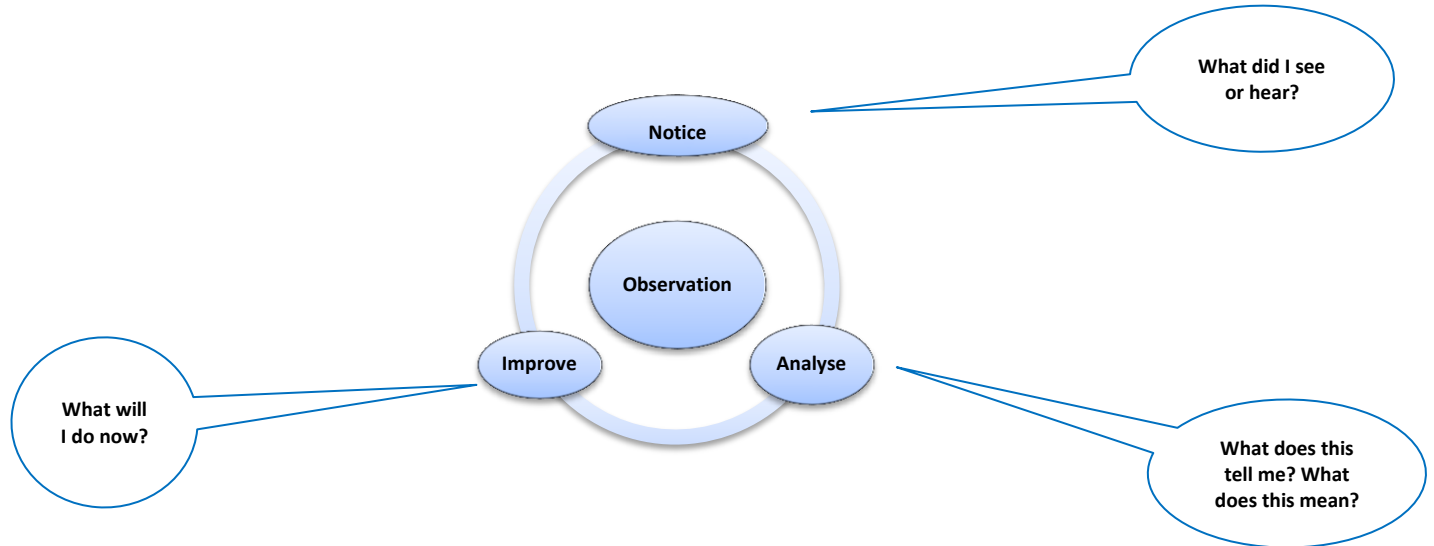 What did I see
or hear?
Notice
Observation
Improve
Analyse
What will
I do now?
What does this
tell me? What
does this mean?